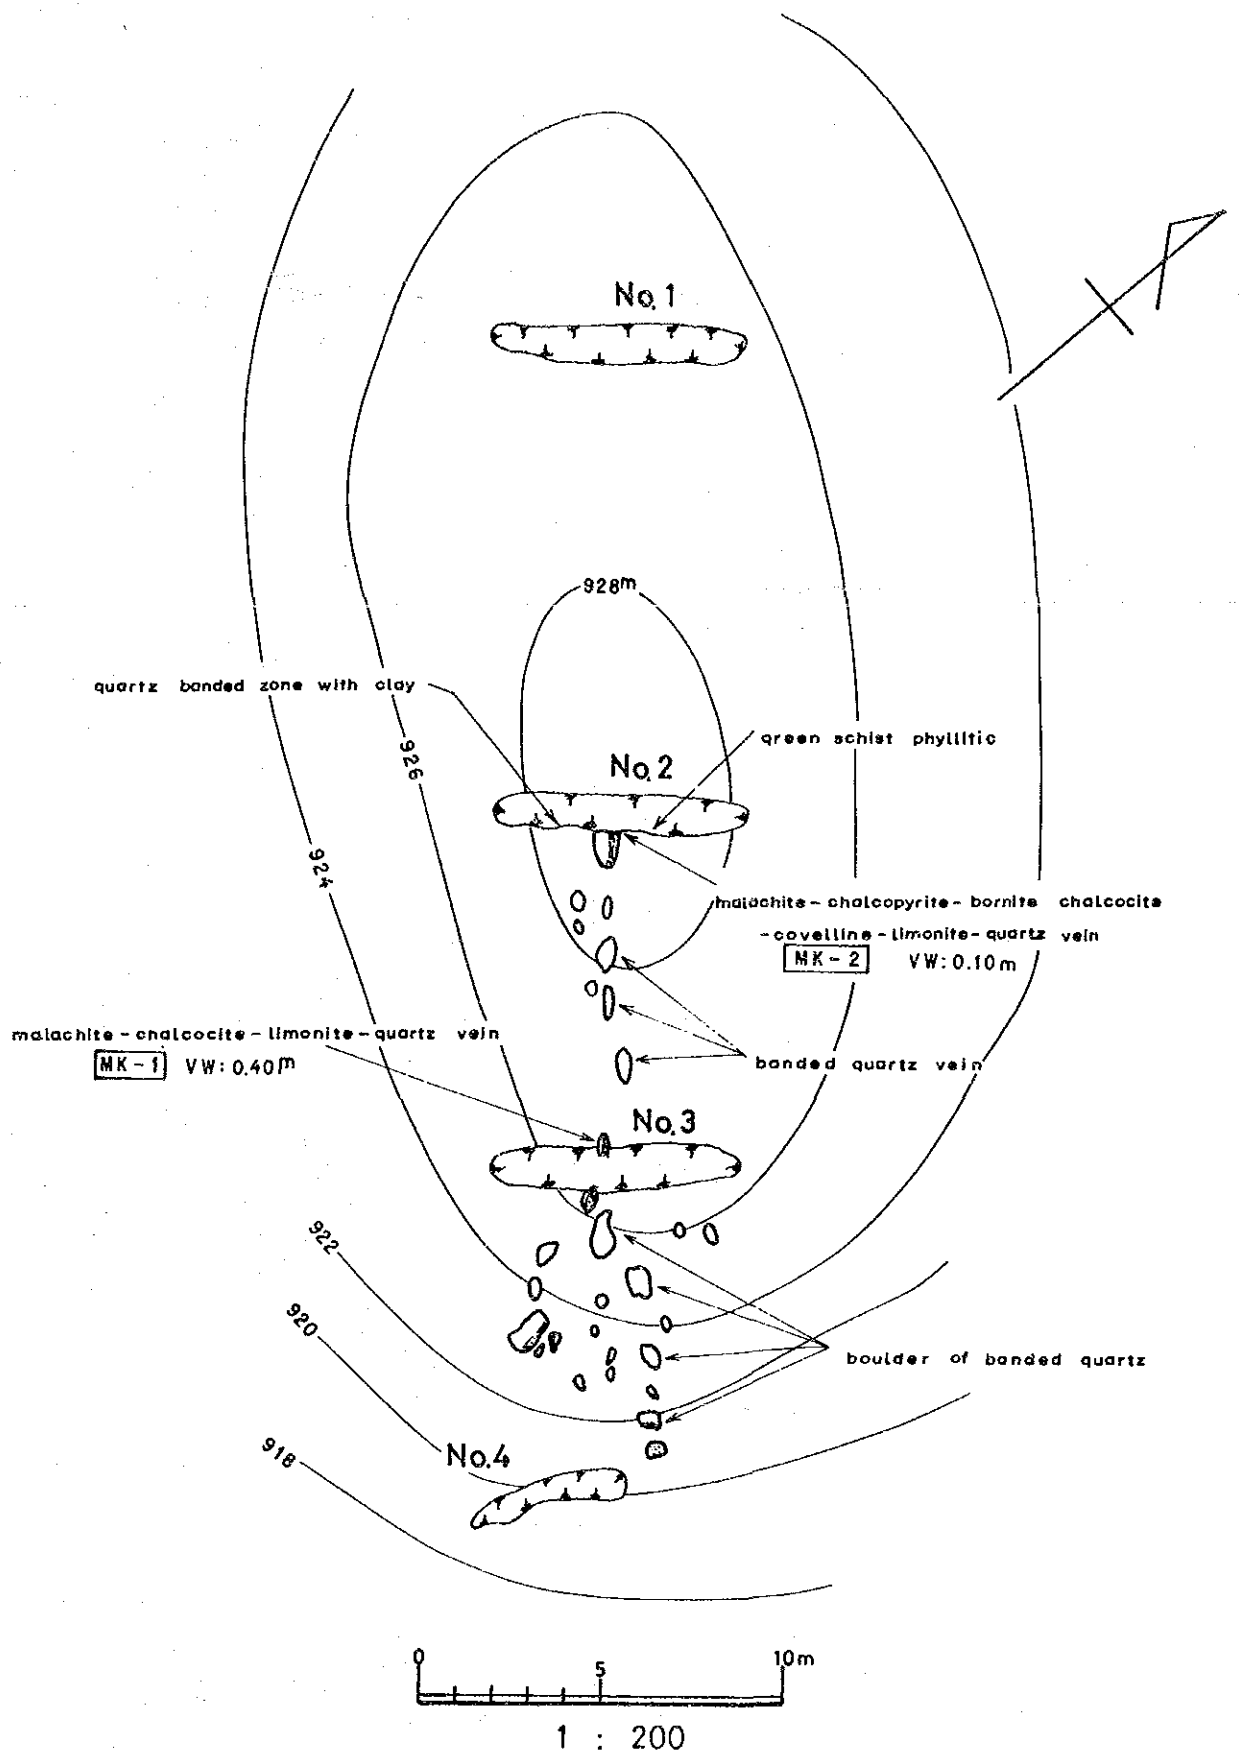 No.1
928m
quartz banded zone with clay
green schist phyllitic
926
No.2
924
malachite-chalcopyrite-bornite chalcocite
-covelline-limonite-quartz vein
MK-2 VW:0.10m
malachite-chalcocite-limonite-quartz vein
MK-1 VW:0.40m
banded quartz vein
No.3
922
920
boulder of banded quartz
918
No.4
0 5 10m
1 : 200